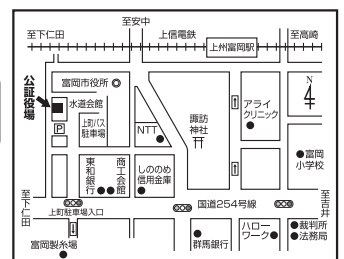 至安中
至下仁田
上信電鉄
至高崎
上州富岡駅
公証役場
富岡市役所
水道会館
上町バス
駐車場
P
NTT
諏訪
神社
アライ
クリニック
N
4
富岡
小学校
東和銀行
商工会館
しののめ
信用金庫
至下仁田
上町駐車場入口
国道254号線
至吉井
富岡製糸場
群馬銀行
ハロー
ワーク
裁判所
法務局